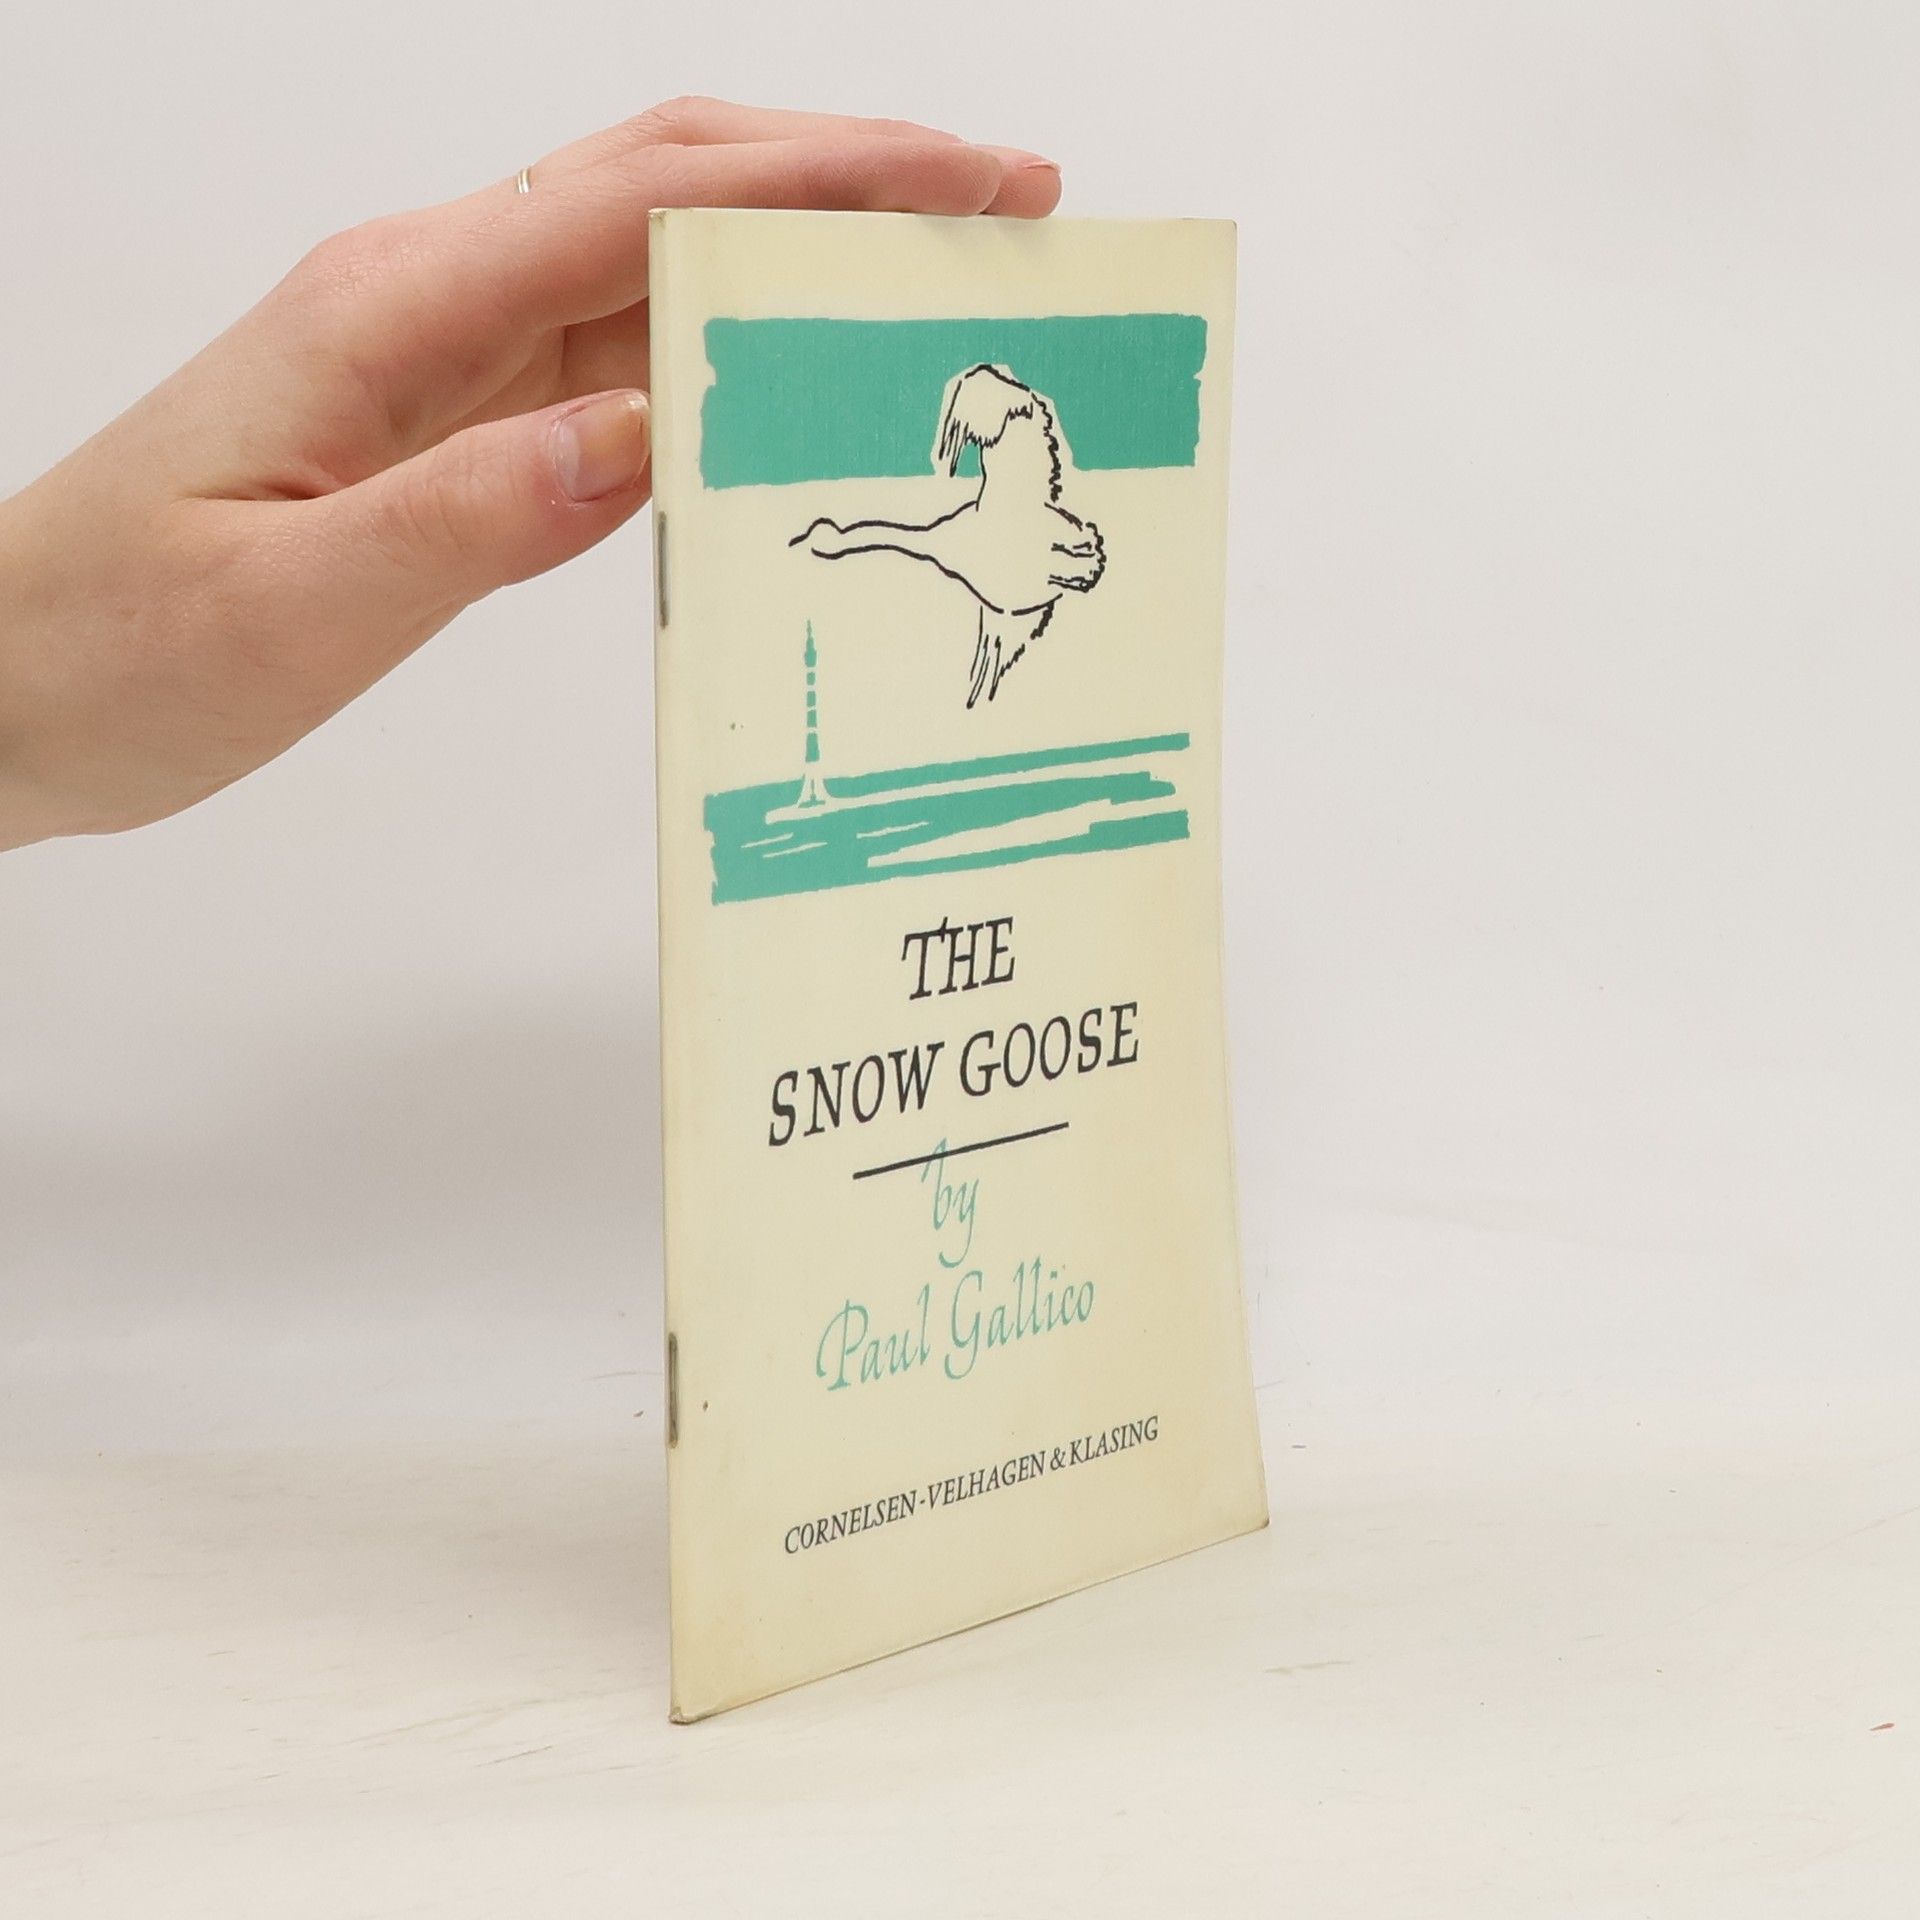 THE
SNOW GOOSE
by
Paul Gallico
CORNELSEN-VELHAGEN & KLASING